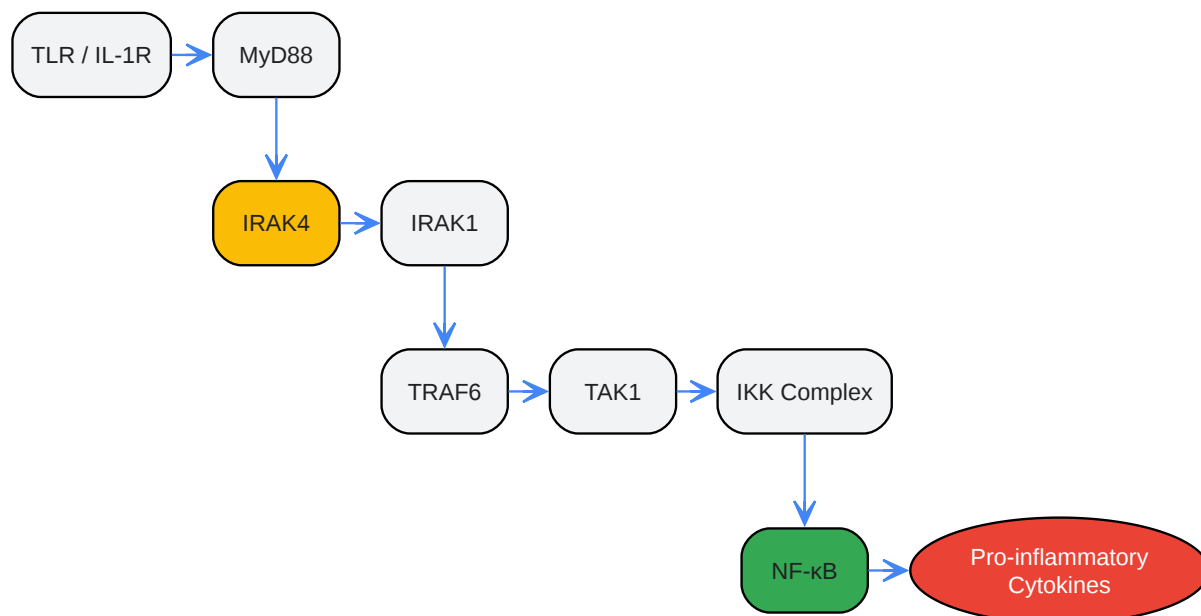 TLR / IL-1R
MyD88
IRAK4
IRAK1
TRAF6
TAK1
IKK Complex
NF-κB
Pro-inflammatory
Cytokines